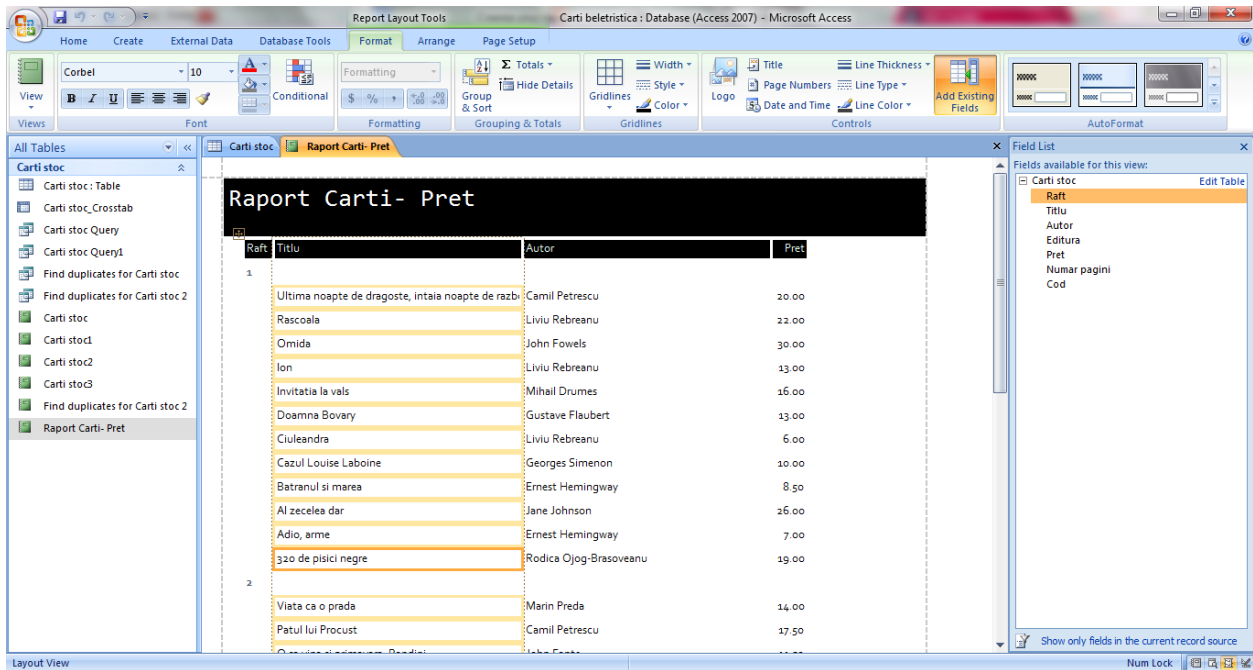 Report Layout Tools Carti beletristica : Database (Access 2007) - Microsoft Access
Home Create External Data Database Tools Format Arrange Page Setup
View
Views
Corbel 10
B I U
Font
Conditional
Formatting
$ % ,
Formatting
Group & Sort
Σ Totals
Hide Details
Grouping & Totals
Gridlines
Width
Style
Color
Gridlines
Logo
Title
Page Numbers
Date and Time
Line Thickness
Line Type
Line Color
Add Existing Fields
Controls
AutoFormat
All Tables
Carti stoc
Carti stoc : Table
Carti stoc_Crosstab
Carti stoc Query
Carti stoc Query1
Find duplicates for Carti stoc
Find duplicates for Carti stoc 2
Carti stoc
Carti stoc1
Carti stoc2
Carti stoc3
Find duplicates for Carti stoc 2
Raport Carti- Pret
Carti stoc Raport Carti- Pret
Raport Carti- Pret
Raft Titlu Autor Pret
1
Ultima noapte de dragoste, intaia noapte de razb Camil Petrescu 20.00
Rascoala Liviu Rebreanu 22.00
Omida John Fowels 30.00
Ion Liviu Rebreanu 13.00
Invitatia la vals Mihail Drumes 16.00
Doamna Bovary Gustave Flaubert 13.00
Ciuleandra Liviu Rebreanu 6.00
Cazul Louise Laboine Georges Simenon 10.00
Batranul si marea Ernest Hemingway 8.50
Al zecelea dar Jane Johnson 26.00
Adio, arme Ernest Hemingway 7.00
320 de pisici negre Rodica Ojog-Brasoveanu 19.00
2
Viata ca o prada Marin Preda 14.00
Patul lui Procust Camil Petrescu 17.50
Field List
Fields available for this view:
Carti stoc Edit Table
Raft
Titlu
Autor
Editura
Pret
Numar pagini
Cod
Show only fields in the current record source
Layout View Num Lock